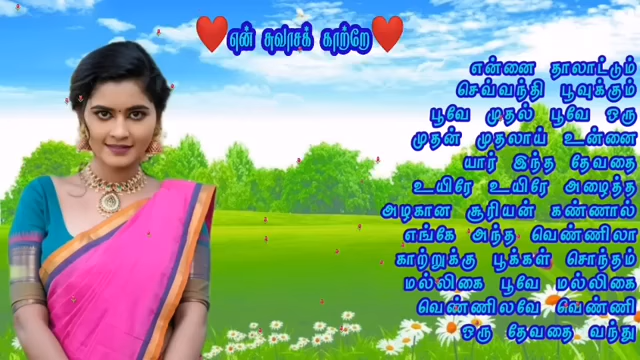 என் சுவாசக் காற்றே
என்னை தாலாட்டும்
செவ்வந்தி பூவுக்கும்
பூவே முதல் பூவே ஒரு
முதன் முதலாய் உன்னை
யார் இந்த தேவதை
உயிரே உயிரே அழைத்த
அழகான சூரியன் கண்ணால்
எங்கே அந்த வெண்ணிலா
காற்றுக்கு பூக்கள் சொந்தம்
மல்லிகை பூவே மல்லிகை
வெண்ணிலவே வெண்ணி
ஒரு தேவதை வந்து